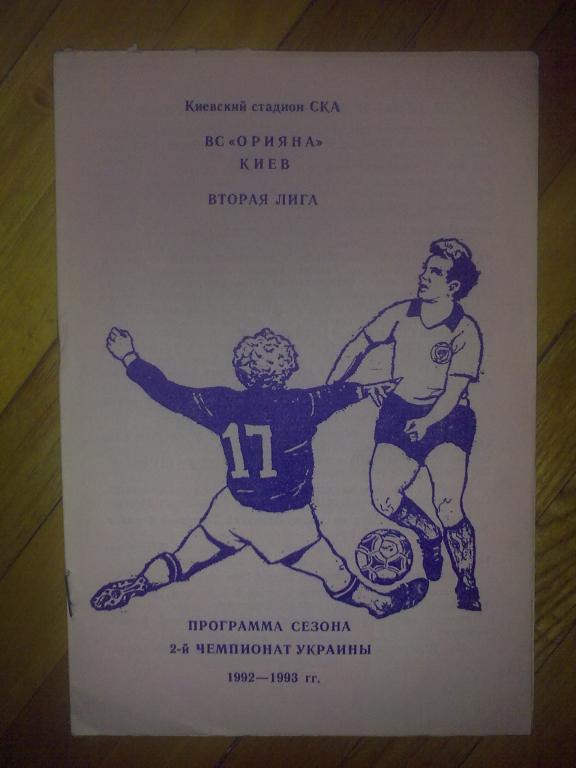 Киевский стадион СКА
ВС «ОРИЯНА»
КИЕВ
ВТОРАЯ ЛИГА
17
ПРОГРАММА СЕЗОНА
2-й ЧЕМПИОНАТ УКРАИНЫ
1992—1993 гг.